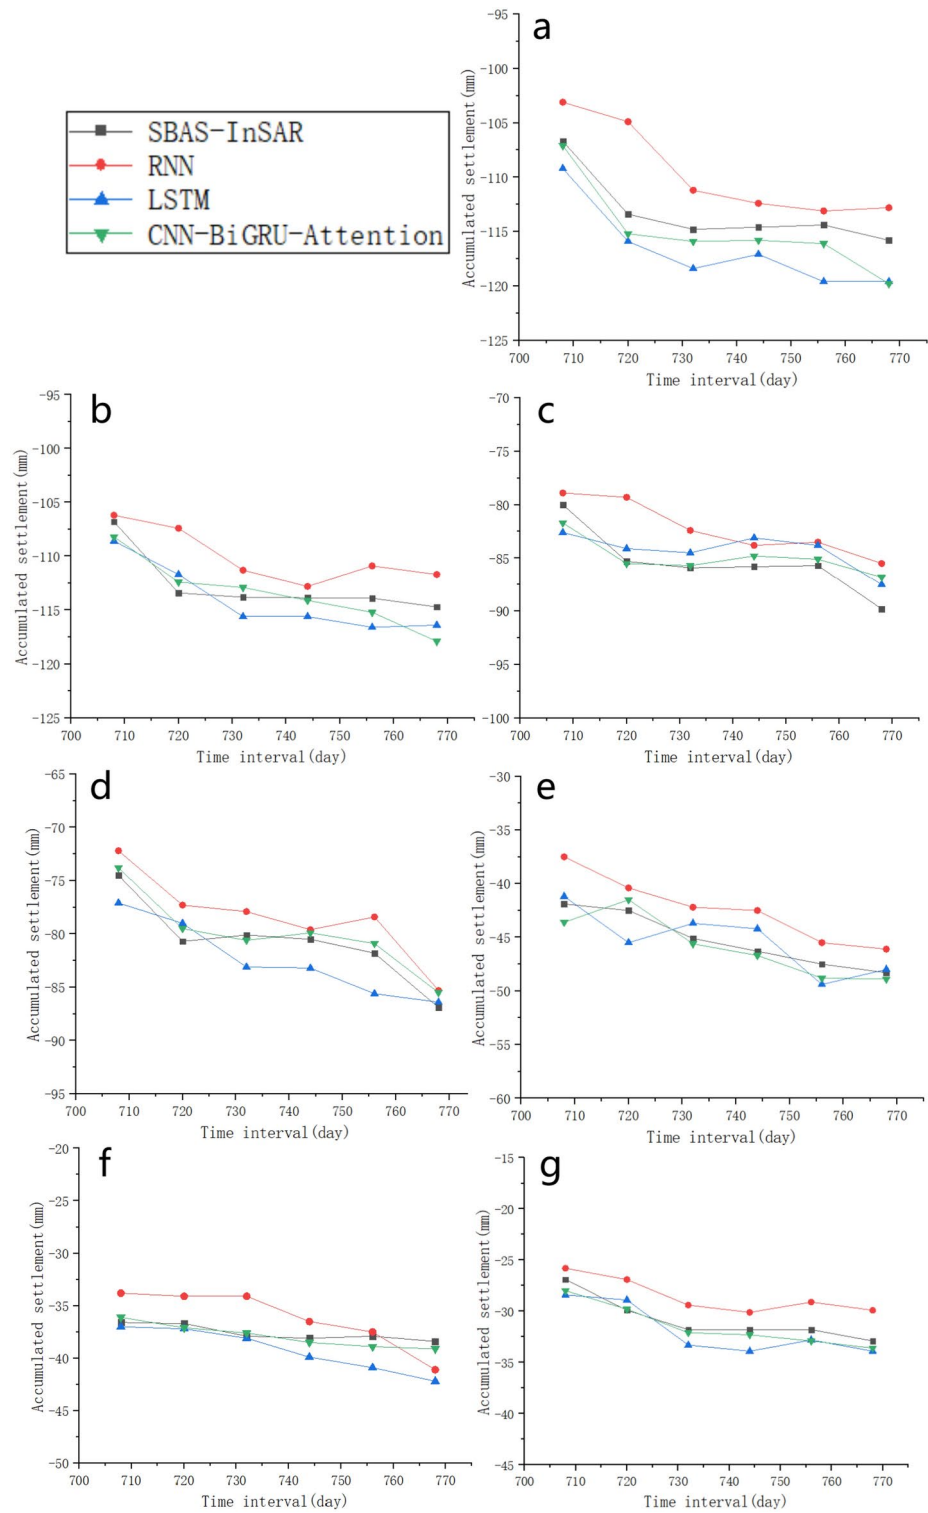 SBAS-InSAR
RNN
LSTM
CNN-BiGRU-Attention
a
Accumulated settlement(mm)
-95
-100
-105
-110
-115
-120
-125
700 710 720 730 740 750 760 770
Time interval(day)
b
Accumulated settlement(mm)
-95
-100
-105
-110
-115
-120
-125
700 710 720 730 740 750 760 770
Time interval(day)
c
Accumulated settlement(mm)
-70
-75
-80
-85
-90
-95
-100
700 710 720 730 740 750 760 770
Time interval(day)
d
Accumulated settlement(mm)
-65
-70
-75
-80
-85
-90
-95
700 710 720 730 740 750 760 770
Time interval(day)
e
Accumulated settlement(mm)
-30
-35
-40
-45
-50
-55
-60
700 710 720 730 740 750 760 770
Time interval(day)
f
Accumulated settlement(mm)
-20
-25
-30
-35
-40
-45
-50
700 710 720 730 740 750 760 770
Time interval(day)
g
Accumulated settlement(mm)
-15
-20
-25
-30
-35
-40
-45
700 710 720 730 740 750 760 770
Time interval(day)